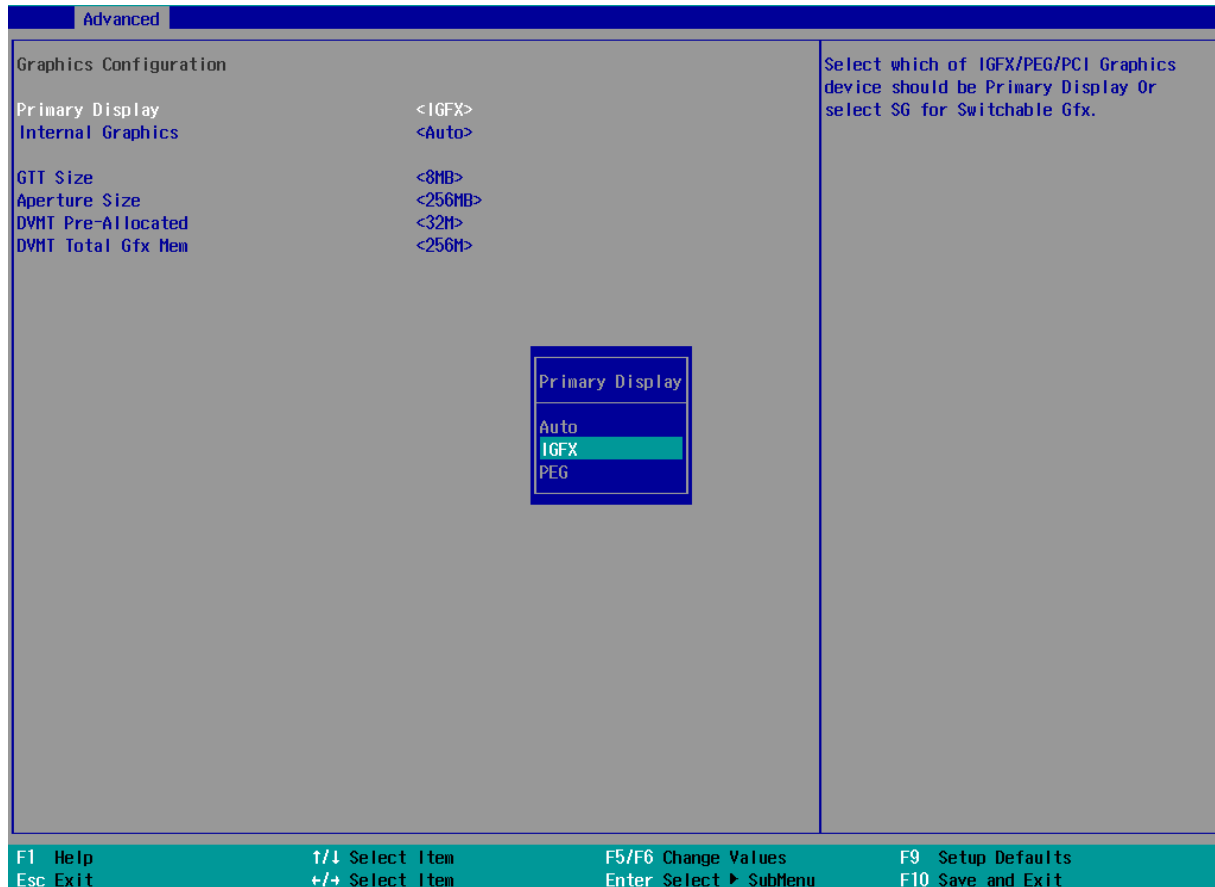 Advanced
Graphics Configuration
Primary Display <IGFX>
Internal Graphics <Auto>
GTT Size <8MB>
Aperture Size <256MB>
DVMT Pre-Allocated <32M>
DVMT Total Gfx Mem <256M>
Select which of IGFX/PEG/PCI Graphics
device should be Primary Display Or
select SG for Switchable Gfx.
Primary Display
Auto
IGFX
PEG
F1 Help ↑/↓ Select Item F5/F6 Change Values F9 Setup Defaults
Esc Exit ←/→ Select Item Enter Select ▶ SubMenu F10 Save and Exit